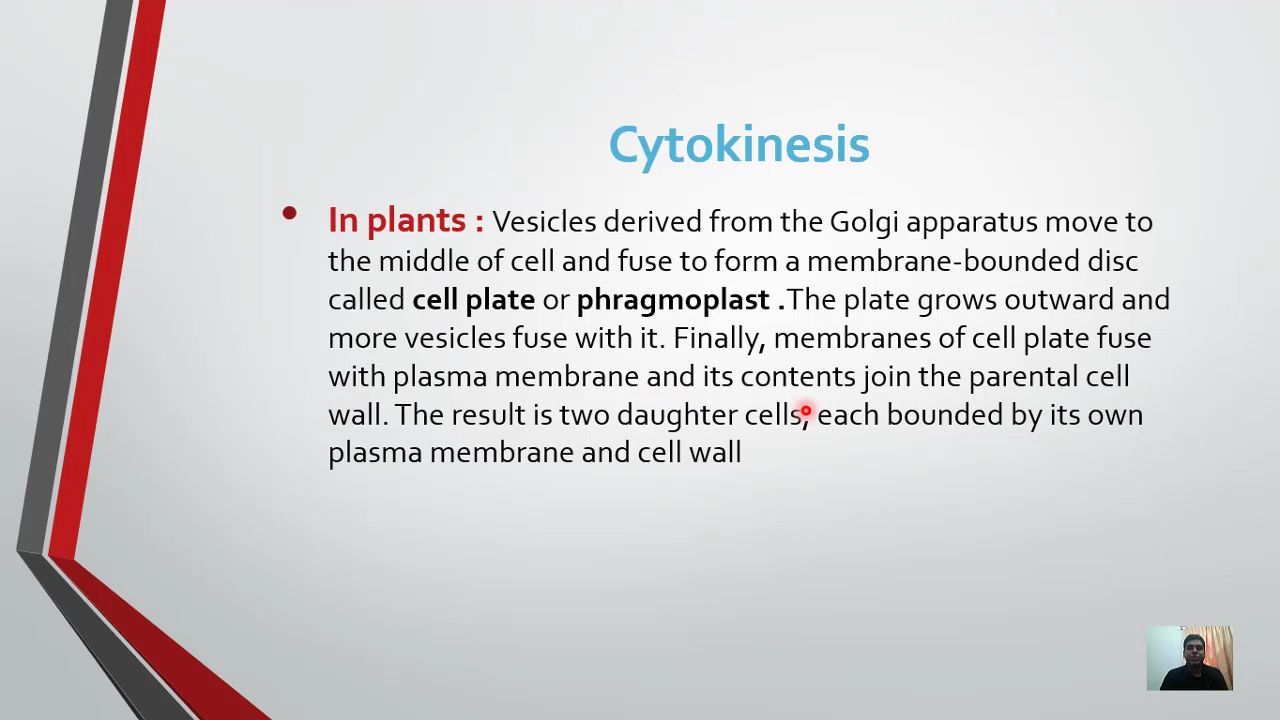 Cytokinesis
• In plants : Vesicles derived from the Golgi apparatus move to
the middle of cell and fuse to form a membrane-bounded disc
called cell plate or phragmoplast .The plate grows outward and
more vesicles fuse with it. Finally, membranes of cell plate fuse
with plasma membrane and its contents join the parental cell
wall. The result is two daughter cells, each bounded by its own
plasma membrane and cell wall